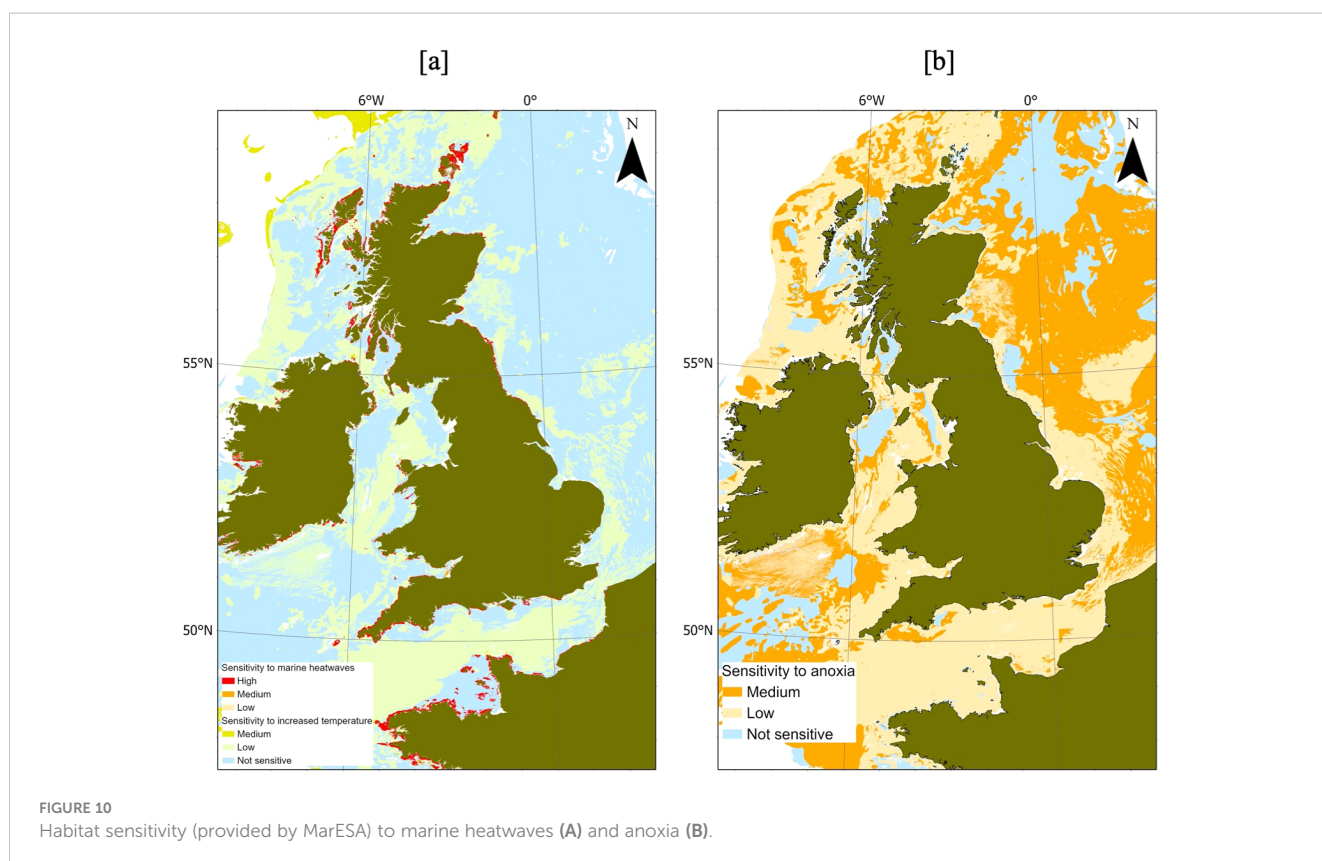 [a]
[b]
6°W
0°
6°W
0°
N
N
55°N
55°N
50°N
50°N
Sensitivity to marine heatwaves
High
Medium
Low
Sensitivity to increased temperature
Medium
Low
Not sensitive
Sensitivity to anoxia
Medium
Low
Not sensitive
FIGURE 10
Habitat sensitivity (provided by MarESA) to marine heatwaves (A) and anoxia (B).